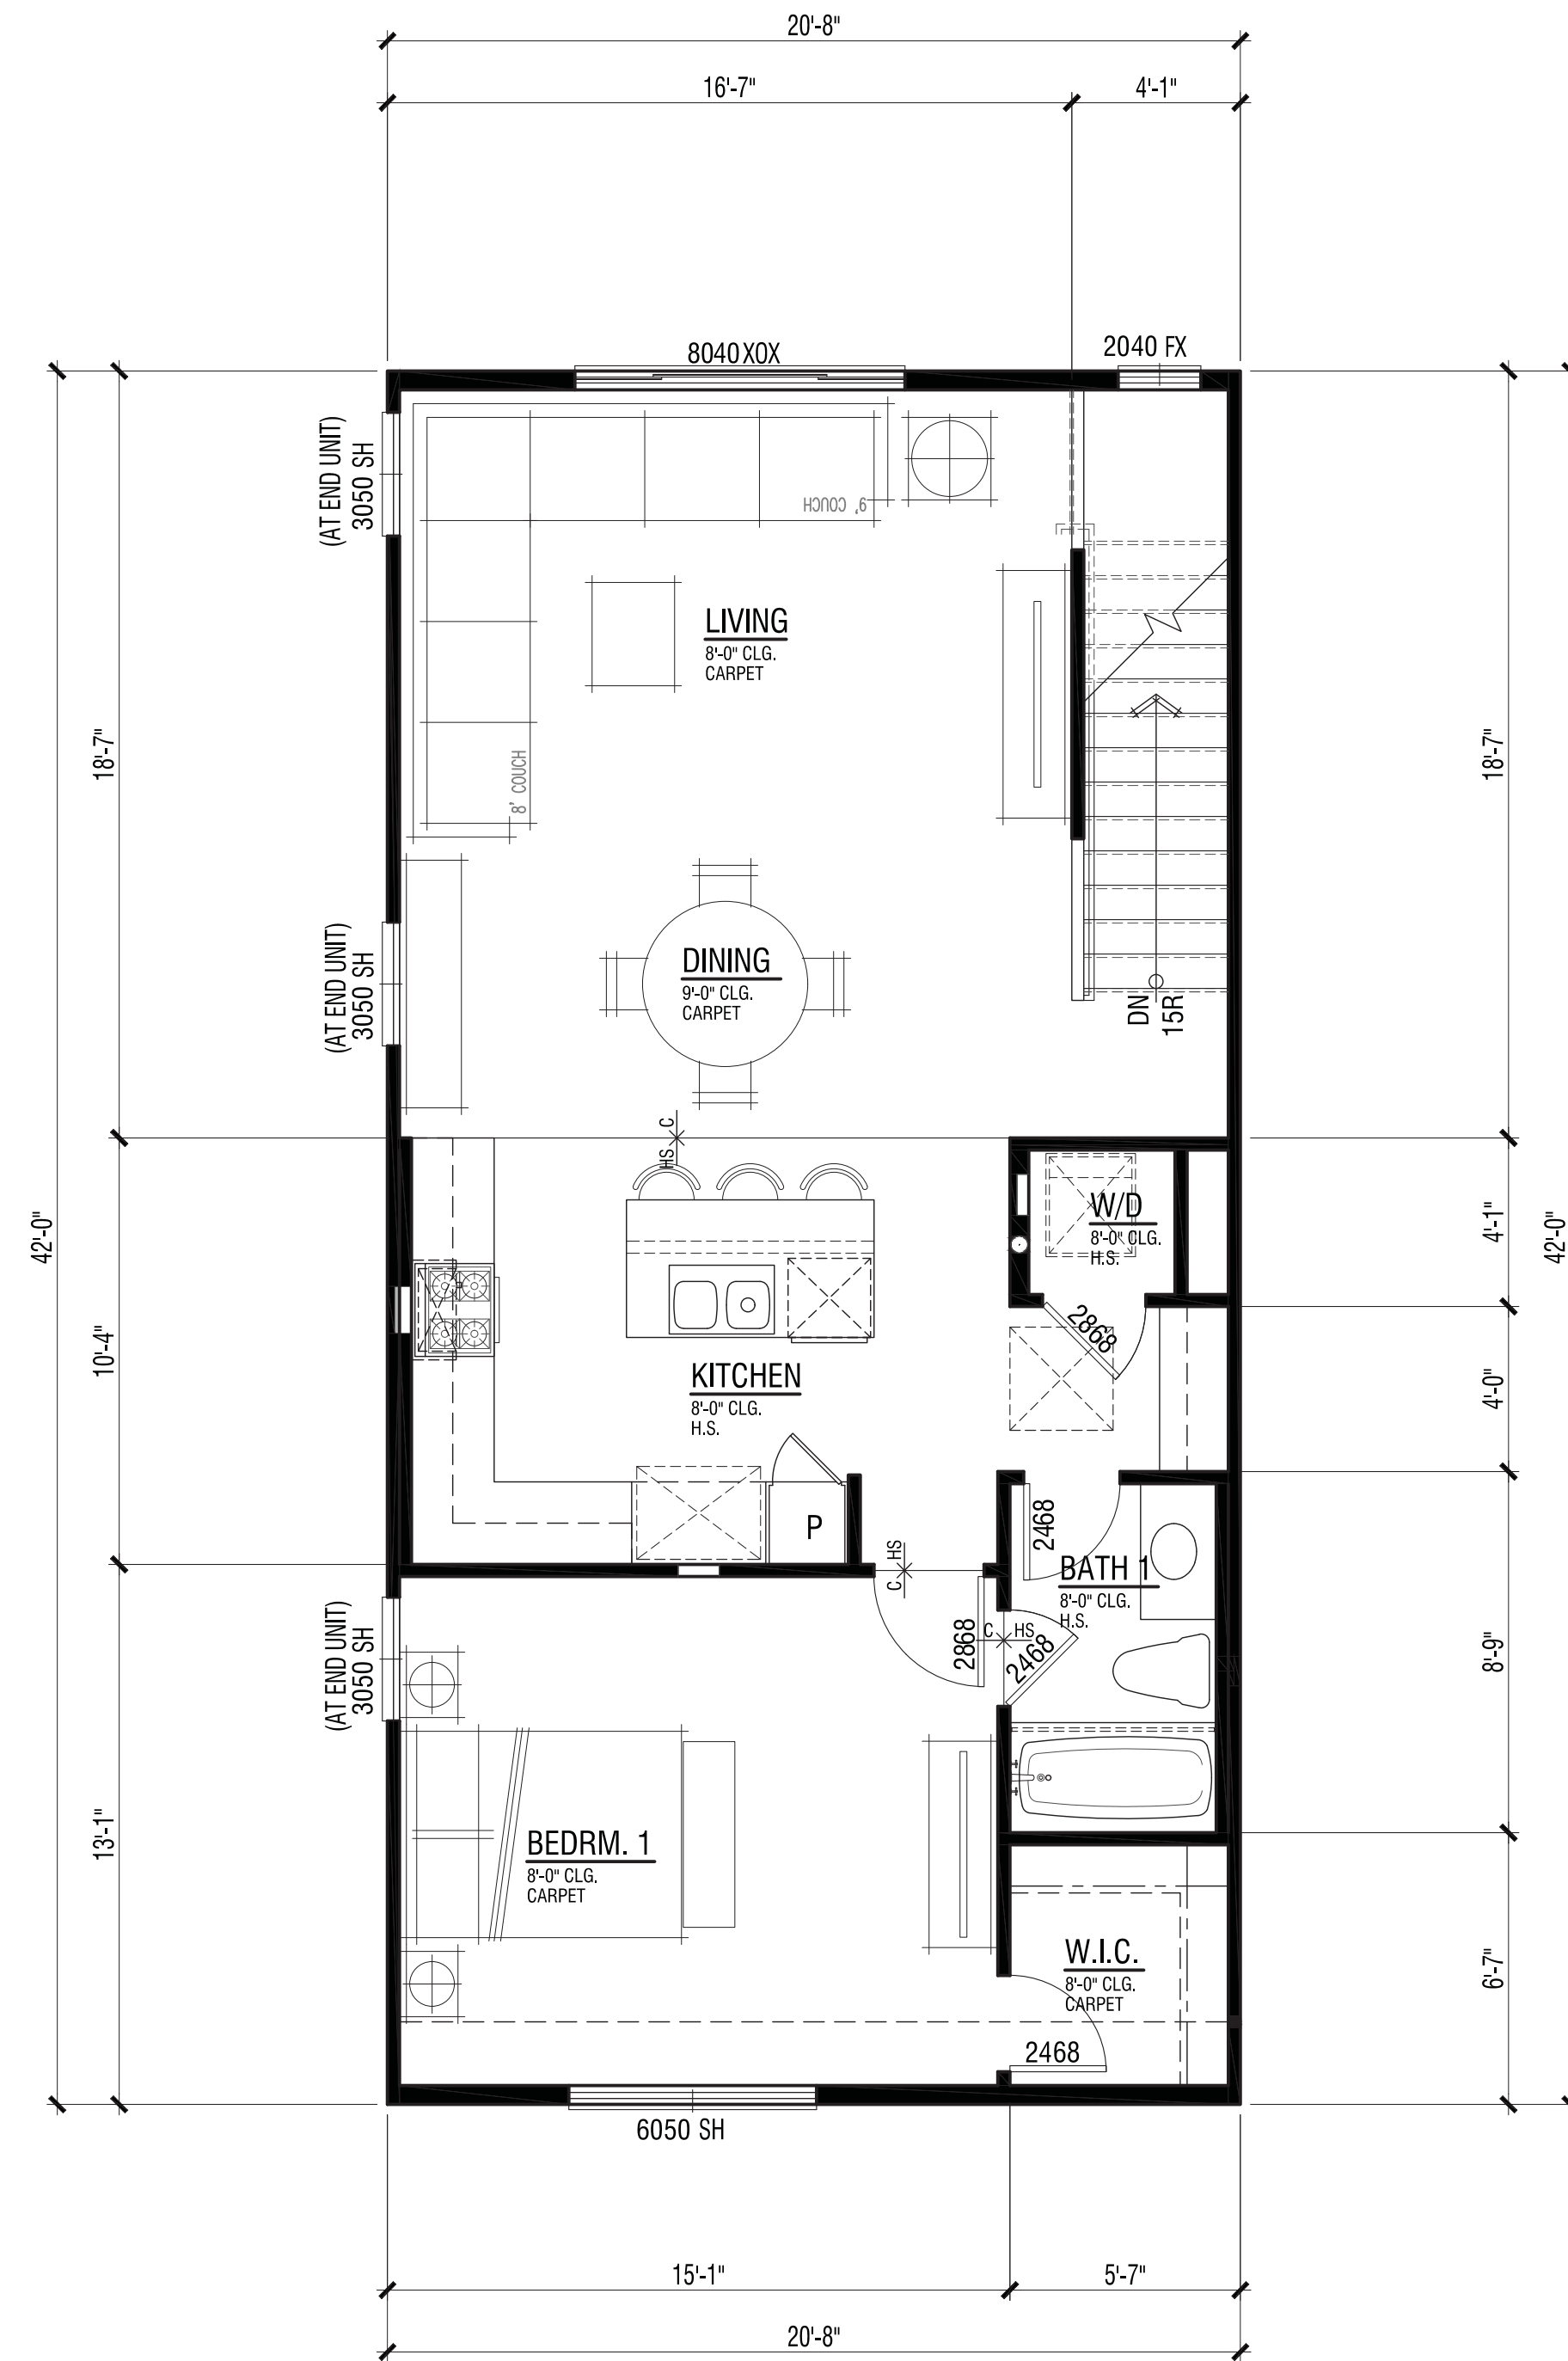 20'-8"
16'-7"
4'-1"
8040 XOX
2040 FX
(AT END UNIT)
3050 SH
9' COUCH
LIVING
8'-0" CLG.
CARPET
18'-7"
18'-7"
8' COUCH
DINING
9'-0" CLG.
CARPET
(AT END UNIT)
3050 SH
DN
15R
C
HS
42'-0"
42'-0"
W/D
8'-0" CLG.
H.S.
4'-1"
2868
10'-4"
KITCHEN
8'-0" CLG.
H.S.
4'-0"
P
2468
C HS
BATH 1
8'-0" CLG.
H.S.
(AT END UNIT)
3050 SH
2868
C HS
2468
8'-9"
13'-1"
BEDRM. 1
8'-0" CLG.
CARPET
W.I.C.
8'-0" CLG.
CARPET
6'-7"
2468
6050 SH
15'-1"
5'-7"
20'-8"